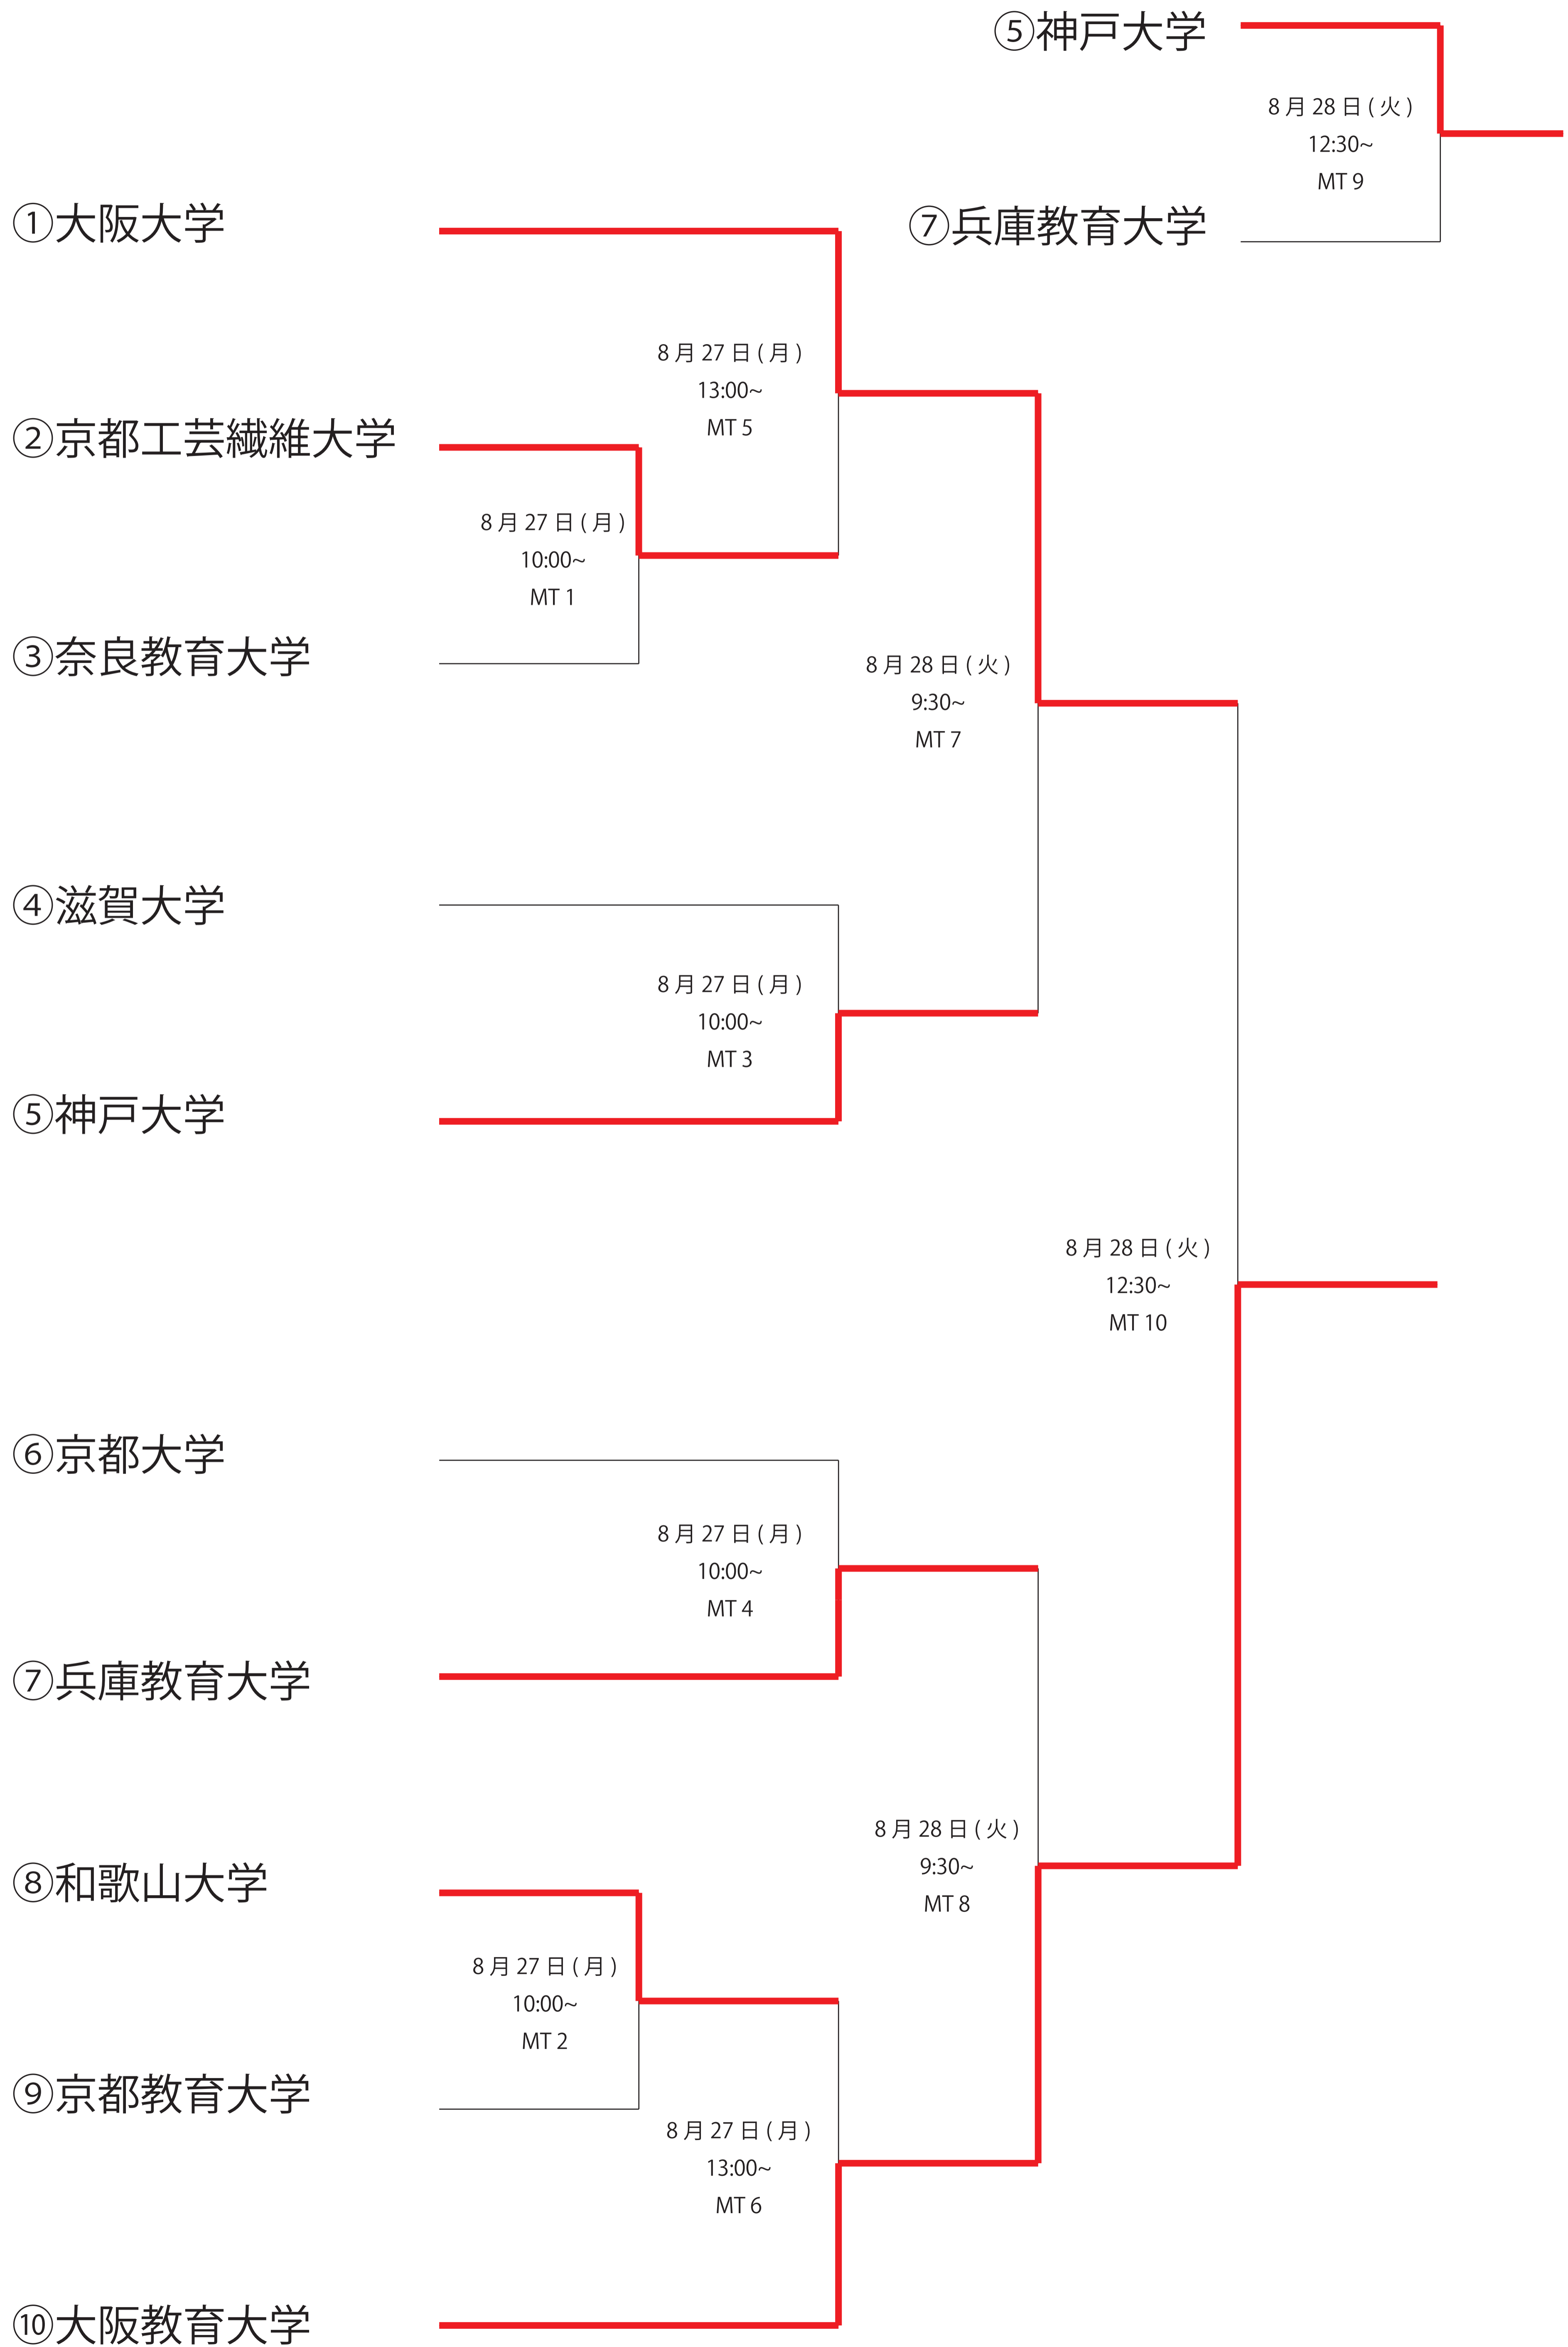 ⑤神戸大学
8月28日(火)
12:30~
MT 9
⑦兵庫教育大学
①大阪大学
8月27日(月)
13:00~
MT 5
②京都工芸繊維大学
8月27日(月)
10:00~
MT 1
③奈良教育大学
8月28日(火)
9:30~
MT 7
④滋賀大学
8月27日(月)
10:00~
MT 3
⑤神戸大学
8月28日(火)
12:30~
MT 10
⑥京都大学
8月27日(月)
10:00~
MT 4
⑦兵庫教育大学
8月28日(火)
9:30~
MT 8
⑧和歌山大学
8月27日(月)
10:00~
MT 2
⑨京都教育大学
8月27日(月)
13:00~
MT 6
⑩大阪教育大学